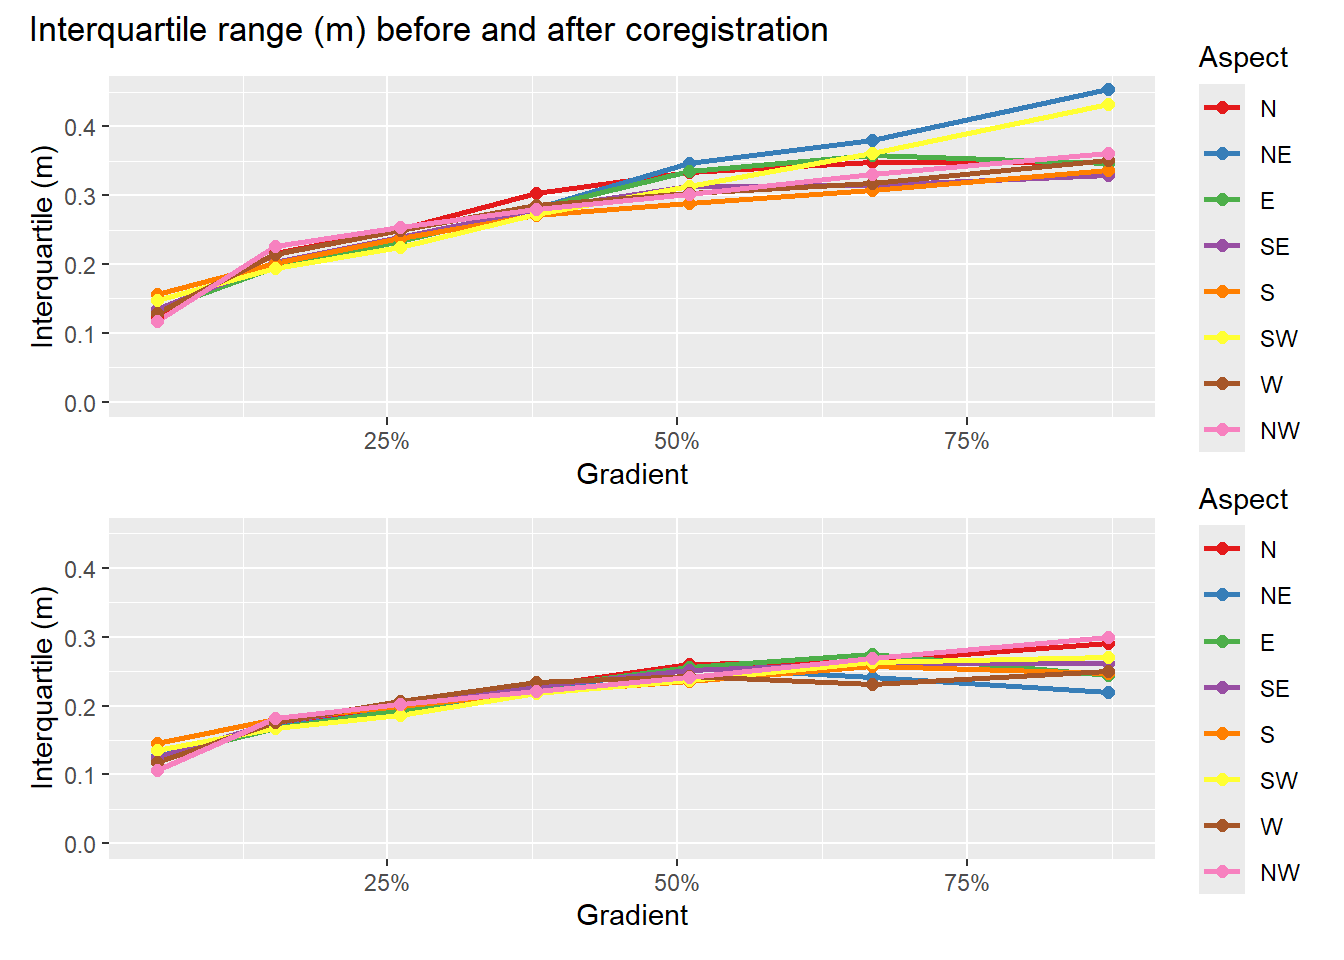 Interquartile range (m) before and after coregistration
Interquartile (m)
0.4
0.3
0.2
0.1
0.0
25% 50% 75%
Gradient
Aspect
N
NE
E
SE
S
SW
W
NW
Interquartile (m)
0.4
0.3
0.2
0.1
0.0
25% 50% 75%
Gradient
Aspect
N
NE
E
SE
S
SW
W
NW